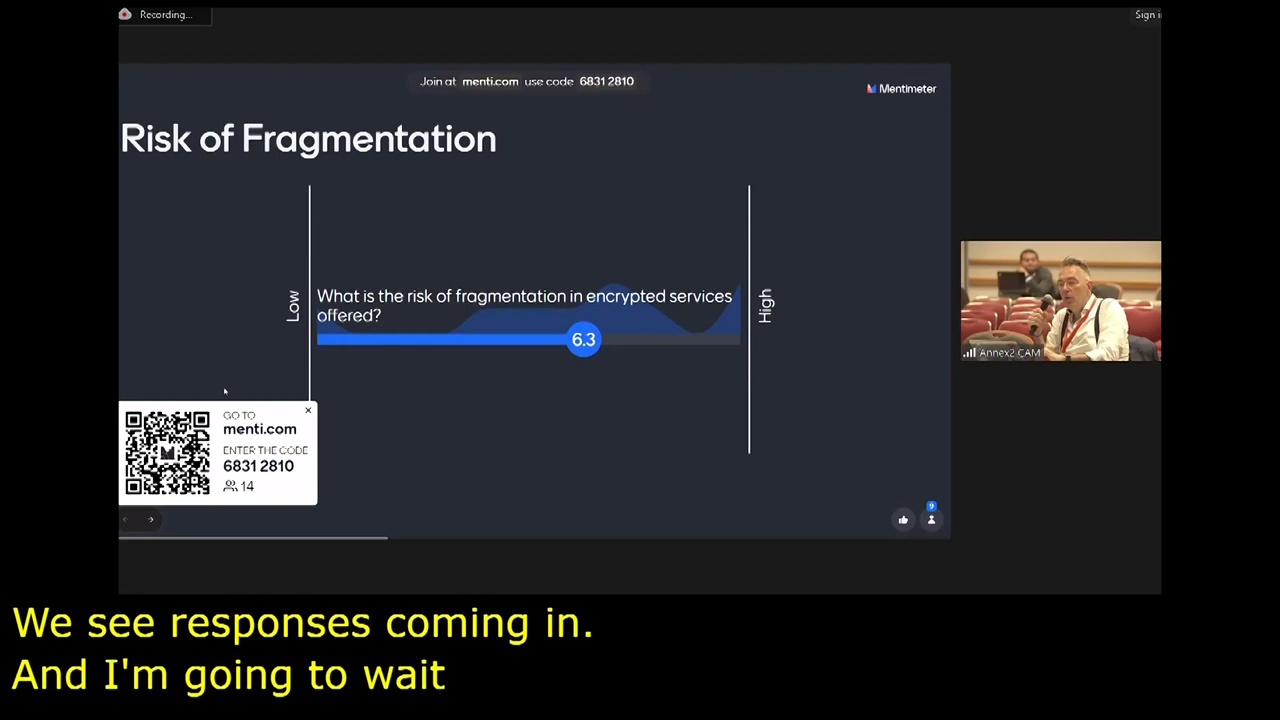 Recording...
Sign i
Join at menti.com use code 6831 2810
Mentimeter
Risk of Fragmentation
Low
What is the risk of fragmentation in encrypted services
offered?
6.3
High
Annex2 CAM
GO TO
menti.com
ENTER THE CODE
6831 2810
14
9
We see responses coming in.
And I'm going to wait